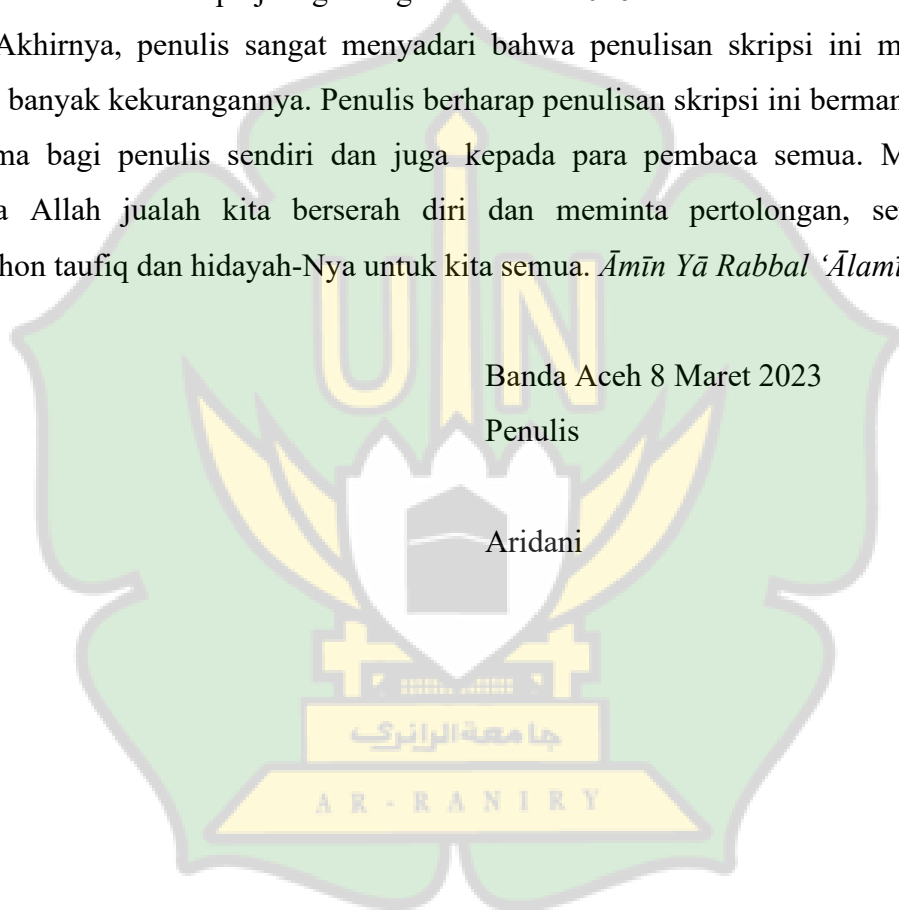 Akhirnya, penulis sangat menyadari bahwa penulisan skripsi ini m
banyak kekurangannya. Penulis berharap penulisan skripsi ini berman
ma bagi penulis sendiri dan juga kepada para pembaca semua. M
a Allah jualah kita berserah diri dan meminta pertolongan, se
hon taufiq dan hidayah-Nya untuk kita semua. Āmīn Yā Rabbal ‘Ālamī
UIN
Banda Aceh 8 Maret 2023
Penulis
Aridani
جامعة الرانري
AR-RANIRY